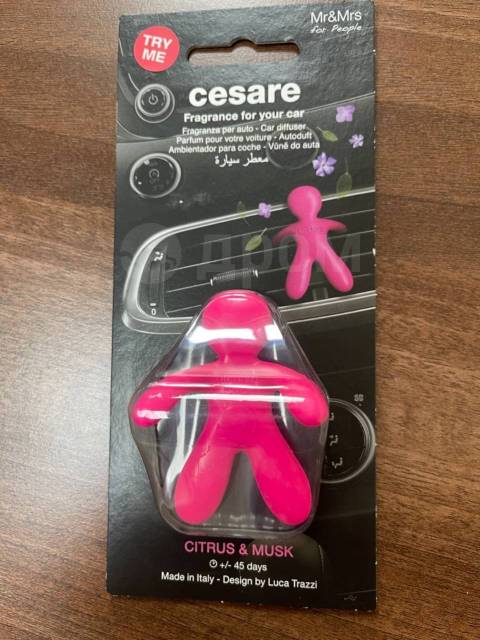 Mr&Mrs
for People
TRY
ME
cesare
Fragrance for your car
Fragranza per auto - Car diffuser
Parfum pour votre voiture - Autoduft
Ambientador para coche - Vůně do auta
معطر سيارة
ДРОМ
CITRUS & MUSK
+/- 45 days
Made in Italy - Design by Luca Trazzi